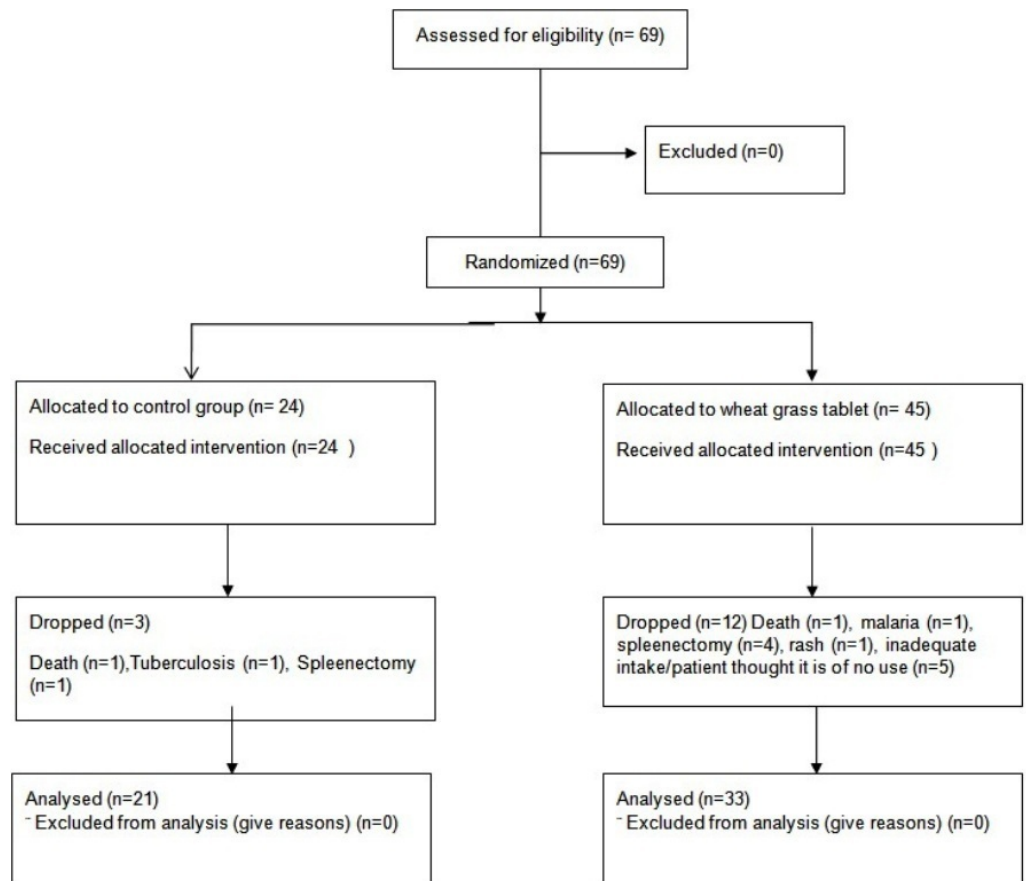 Assessed for eligibility (n= 69)
Excluded (n=0)
Randomized (n=69)
Allocated to control group (n= 24)
Received allocated intervention (n=24 )
Allocated to wheat grass tablet (n= 45)
Received allocated intervention (n=45 )
Dropped (n=3)
Death (n=1),Tuberculosis (n=1), Spleenectomy
(n=1)
Dropped (n=12) Death (n=1), malaria (n=1),
spleenectomy (n=4), rash (n=1), inadequate
intake/patient thought it is of no use (n=5)
Analysed (n=21)
⁻ Excluded from analysis (give reasons) (n=0)
Analysed (n=33)
⁻ Excluded from analysis (give reasons) (n=0)